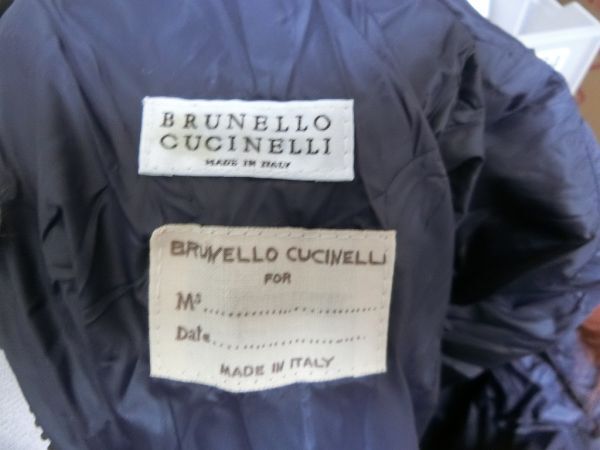 BRUNELLO
CUCINELLI
MADE IN ITALY
BRUNELLO CUCINELLI
FOR
Ms.......................................
Date.................................
MADE IN ITALY